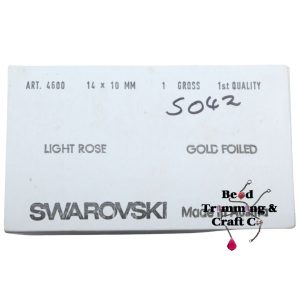 ART. 4600 14 × 10 MM 1 GROSS 1st QUALITY
5042
LIGHT ROSE GOLD FOILED
SWAROVSKI Made in Austria
Bead
Trimming &
Craft Co